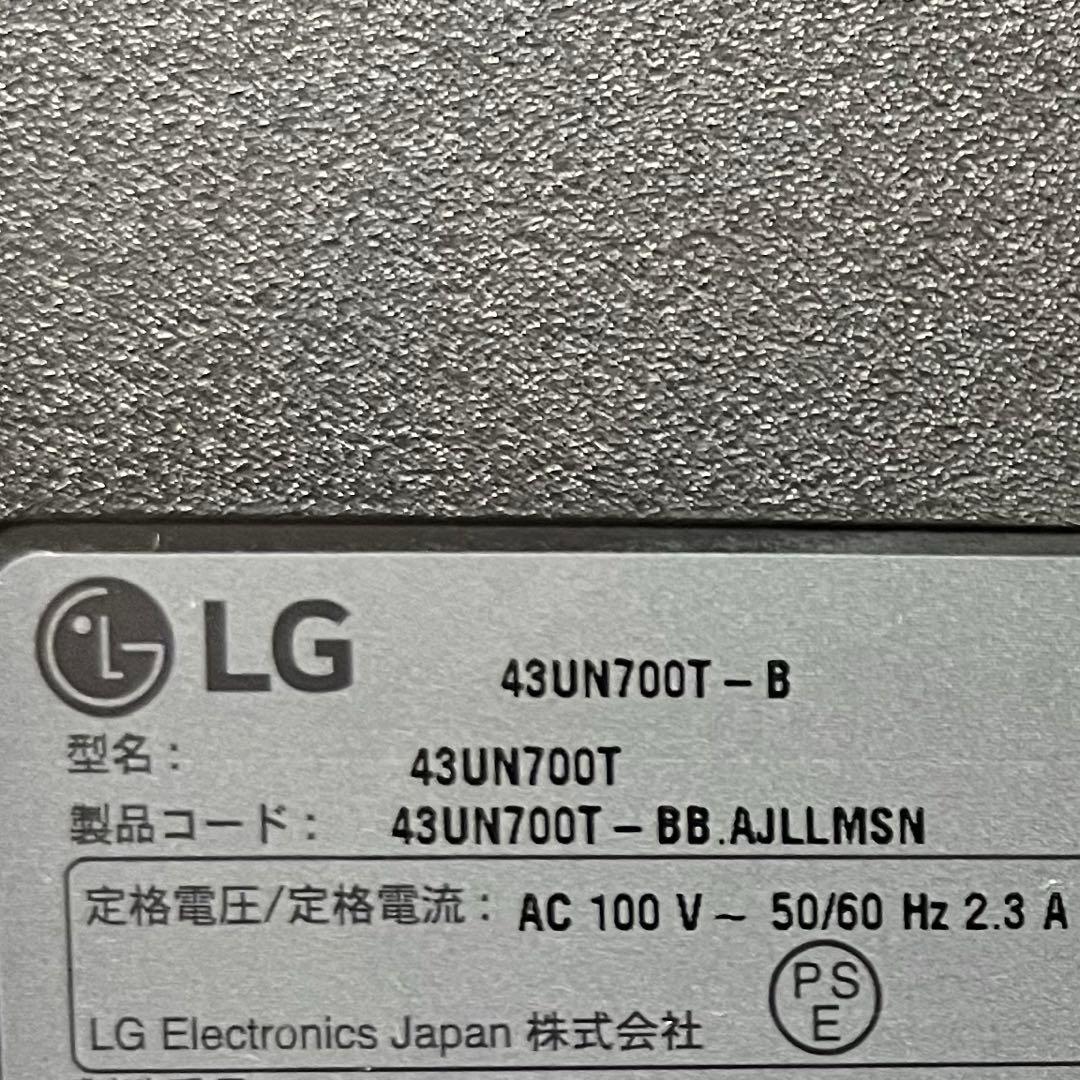 LG
43UN700T-B
型名: 43UN700T
製品コード: 43UN700T-BB.AJLLMSN
定格電圧/定格電流: AC 100 V~ 50/60 Hz 2.3 A
PS
E
LG Electronics Japan 株式会社